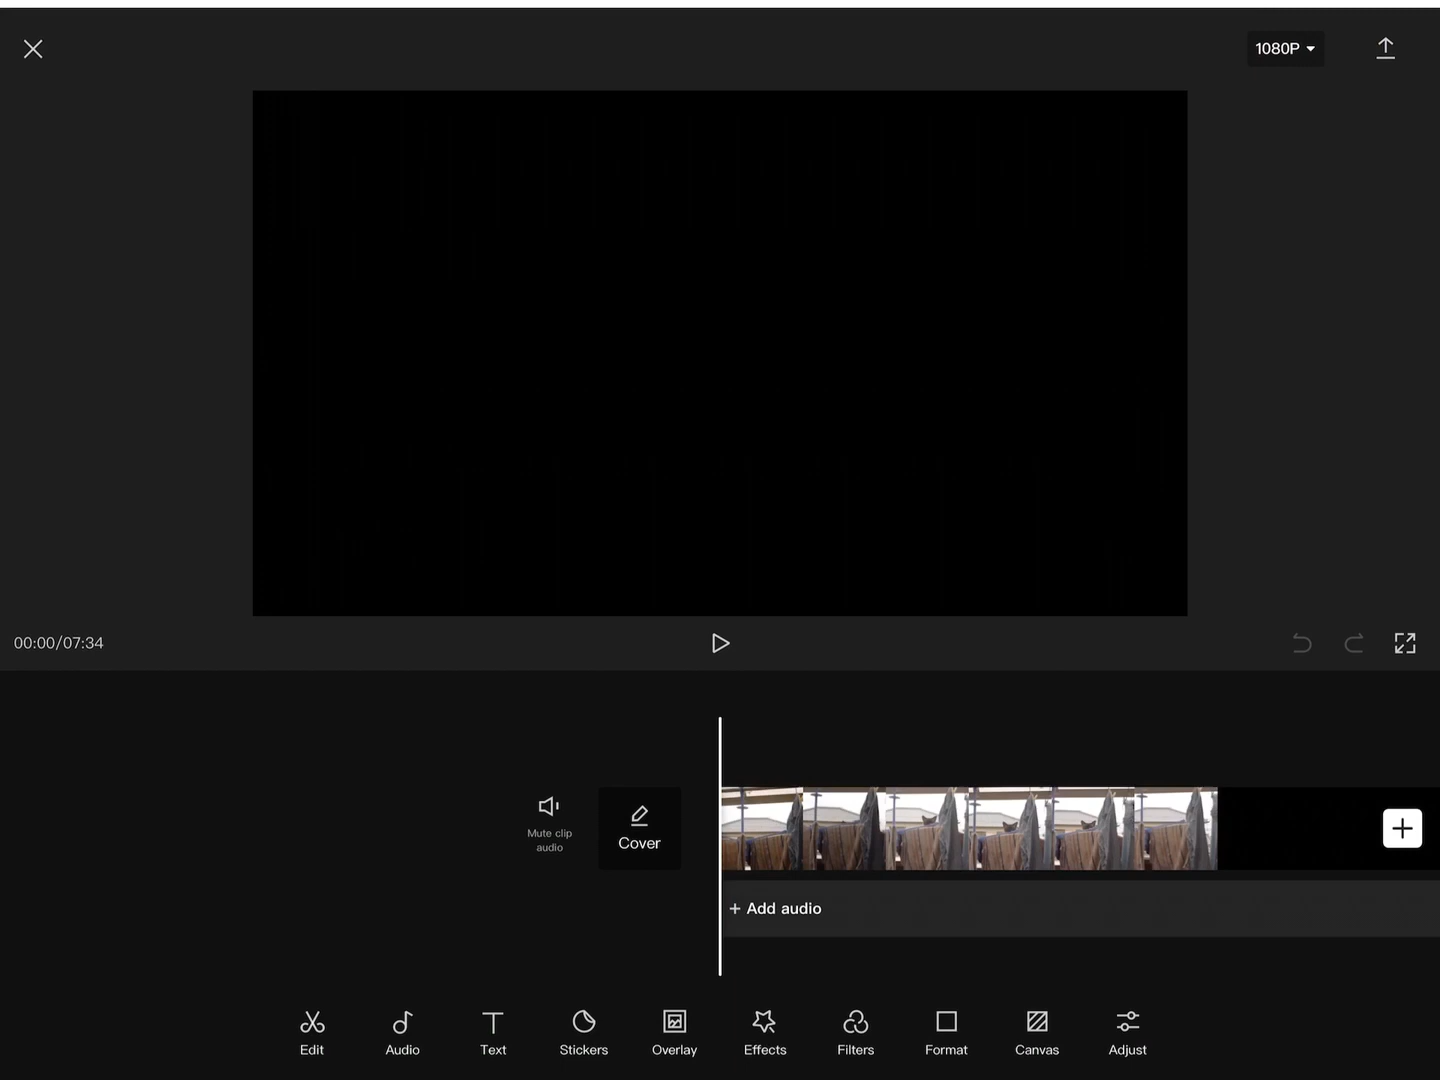 1080P
00:00/07:34
Mute clip
audio
Cover
+ Add audio
Edit
Audio
Text
Stickers
Overlay
Effects
Filters
Format
Canvas
Adjust